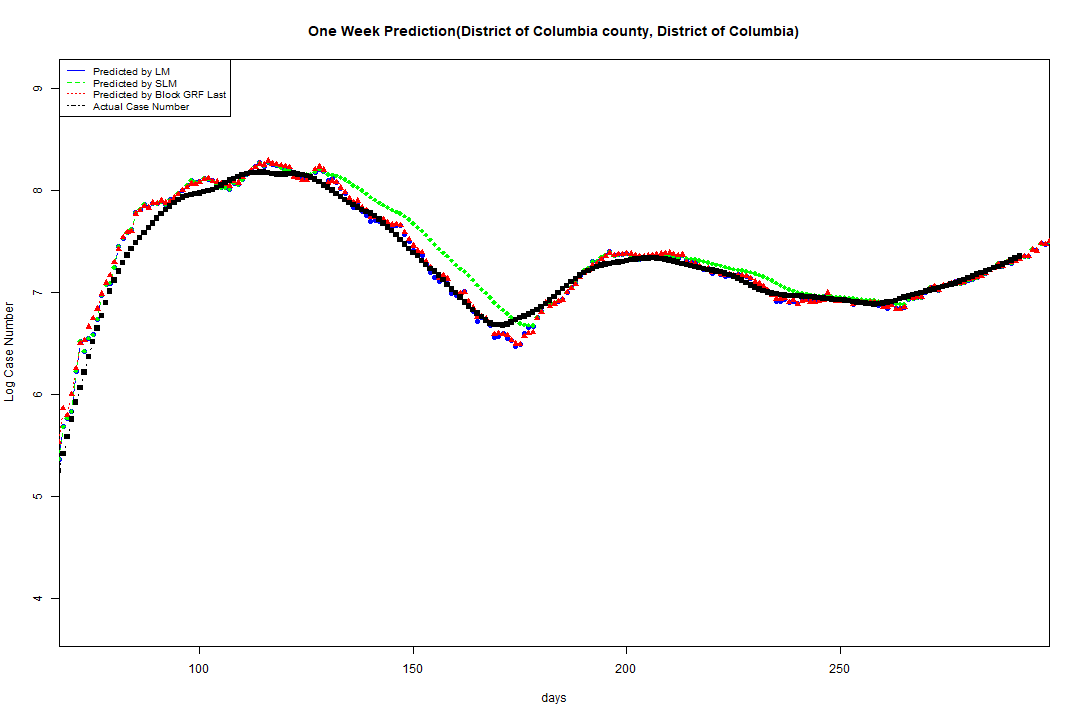 One Week Prediction(District of Columbia county, District of Columbia)
Predicted by LM
Predicted by SLM
Predicted by Block GRF Last
Actual Case Number
9
8
7
6
5
4
Log Case Number
100 150 200 250
days